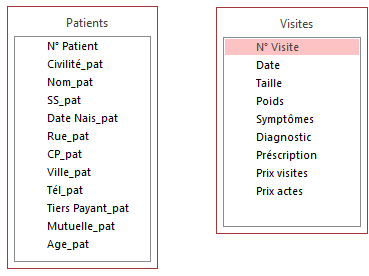 Patients
N° Patient
Civilité_pat
Nom_pat
SS_pat
Date Nais_pat
Rue_pat
CP_pat
Ville_pat
Tél_pat
Tiers Payant_pat
Mutuelle_pat
Age_pat
Visites
N° Visite
Date
Taille
Poids
Symptômes
Diagnostic
Préscription
Prix visites
Prix actes